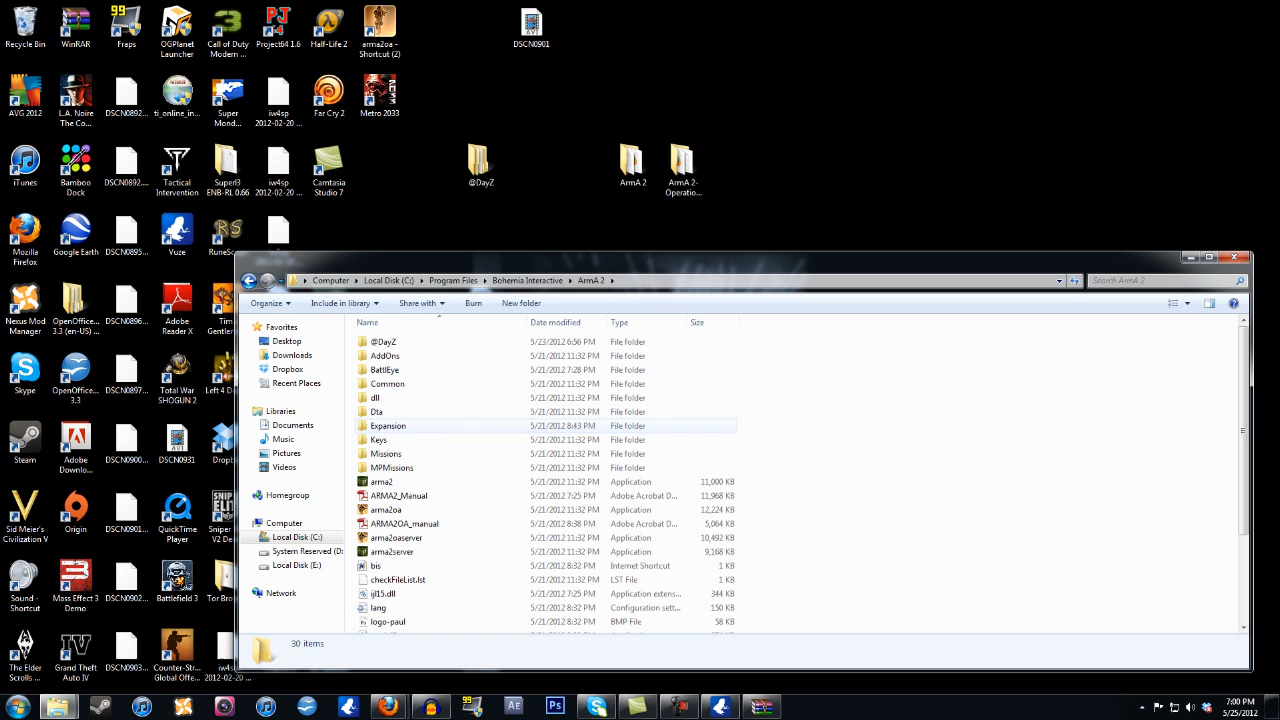 Recycle Bin
WinRAR
99
Fraps
OGPlanet
Launcher
Call of Duty
Modern ...
Project64 1.6
Half-Life 2
arma2oa -
Shortcut (2)
DSCN0901
AVG 2012
L.A. Noire
The Co...
DSCN0892...
ti_online_in...
Super
Mond...
iw4sp
2012-02-20 ...
Far Cry 2
Metro 2033
iTunes
Bamboo
Dock
DSCN0892...
Tactical
Intervention
SuperI3
ENB-RL 0.66
iw4sp
2012-02-20 ...
Camtasia
Studio 7
@DayZ
ArmA 2
ArmA 2-
Operatio...
Mozilla
Firefox
Google Earth
DSCN0895...
Vuze
RuneSc
Nexus Mod
Manager
OpenOffice...
3.3 (en-US) ...
DSCN0896...
Adobe
Reader X
Tim
Gentler
Skype
OpenOffice...
3.3
DSCN0897...
Total War
SHOGUN 2
Left 4 De
Steam
Adobe
Downlo...
DSCN0900...
DSCN0931
Dropb
Sid Meier's
Civilization V
Origin
DSCN0901...
QuickTime
Player
Sniper
V2 De
Sound -
Shortcut
Mass Effect 3
Demo
DSCN0902...
Battlefield 3
Tor Bro
The Elder
Scrolls ...
Grand Theft
Auto IV
DSCN0903...
Counter-Str...
Global Offe...
iw4s
2012-02-20 ...
Computer
Local Disk (C:)
Program Files
Bohemia Interactive
ArmA 2
Search ArmA 2
Organize
Include in library
Share with
Burn
New folder
Favorites
Desktop
Downloads
Dropbox
Recent Places
Libraries
Documents
Music
Pictures
Videos
Homegroup
Computer
Local Disk (C:)
System Reserved (D:
Local Disk (E:)
Network
Name Date modified Type Size
@DayZ 5/23/2012 6:56 PM File folder
AddOns 5/21/2012 11:32 PM File folder
BattlEye 5/21/2012 7:28 PM File folder
Common 5/21/2012 11:32 PM File folder
dll 5/21/2012 11:32 PM File folder
Dta 5/21/2012 11:32 PM File folder
Expansion 5/21/2012 8:43 PM File folder
Keys 5/21/2012 11:32 PM File folder
Missions 5/21/2012 11:32 PM File folder
MPMissions 5/21/2012 11:32 PM File folder
arma2 5/21/2012 11:32 PM Application 11,000 KB
ARMA2_Manual 5/21/2012 7:25 PM Adobe Acrobat D... 11,968 KB
arma2oa 5/21/2012 11:32 PM Application 12,224 KB
ARMA2OA_manual 5/21/2012 8:38 PM Adobe Acrobat D... 5,064 KB
arma2oaserver 5/21/2012 11:32 PM Application 10,492 KB
arma2server 5/21/2012 11:32 PM Application 9,168 KB
bis 5/21/2012 8:32 PM Internet Shortcut 1 KB
checkFileList.lst 5/21/2012 11:32 PM LST File 1 KB
ijl15.dll 5/21/2012 7:25 PM Application extens... 344 KB
lang 5/21/2012 8:32 PM Configuration sett... 150 KB
logo-paul 5/21/2012 8:32 PM BMP File 58 KB
30 items
99
Ae
Ps
7:00 PM
5/25/2012